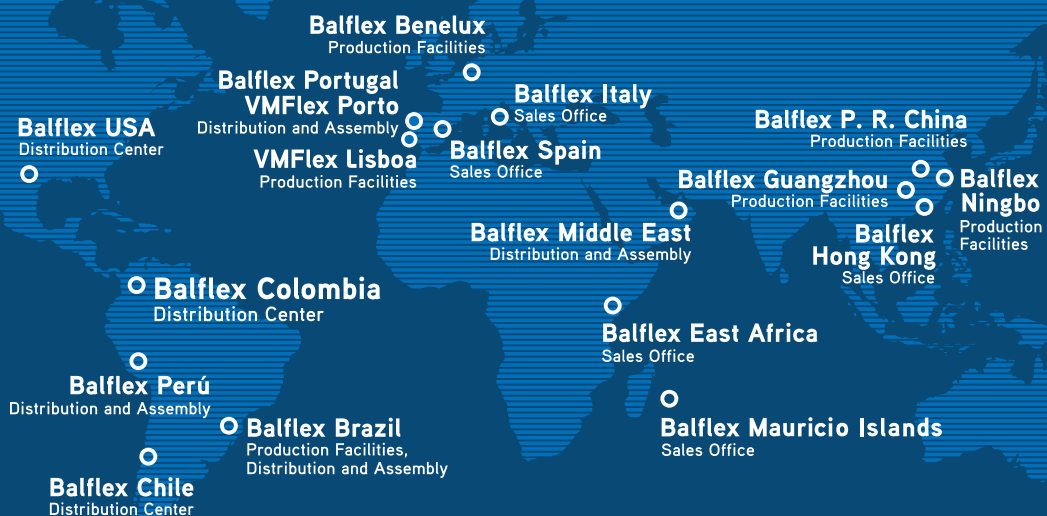 Balflex Benelux
Production Facilities
Balflex Portugal
VMFlex Porto
Distribution and Assembly
VMFlex Lisboa
Production Facilities
Balflex Italy
Sales Office
Balflex Spain
Sales Office
Balflex USA
Distribution Center
Balflex P. R. China
Production Facilities
Balflex Guangzhou
Production Facilities
Balflex
Ningbo
Production
Facilities
Balflex
Hong Kong
Sales Office
Balflex Middle East
Distribution and Assembly
Balflex Colombia
Distribution Center
Balflex East Africa
Sales Office
Balflex Perú
Distribution and Assembly
Balflex Brazil
Production Facilities,
Distribution and Assembly
Balflex Mauricio Islands
Sales Office
Balflex Chile
Distribution Center